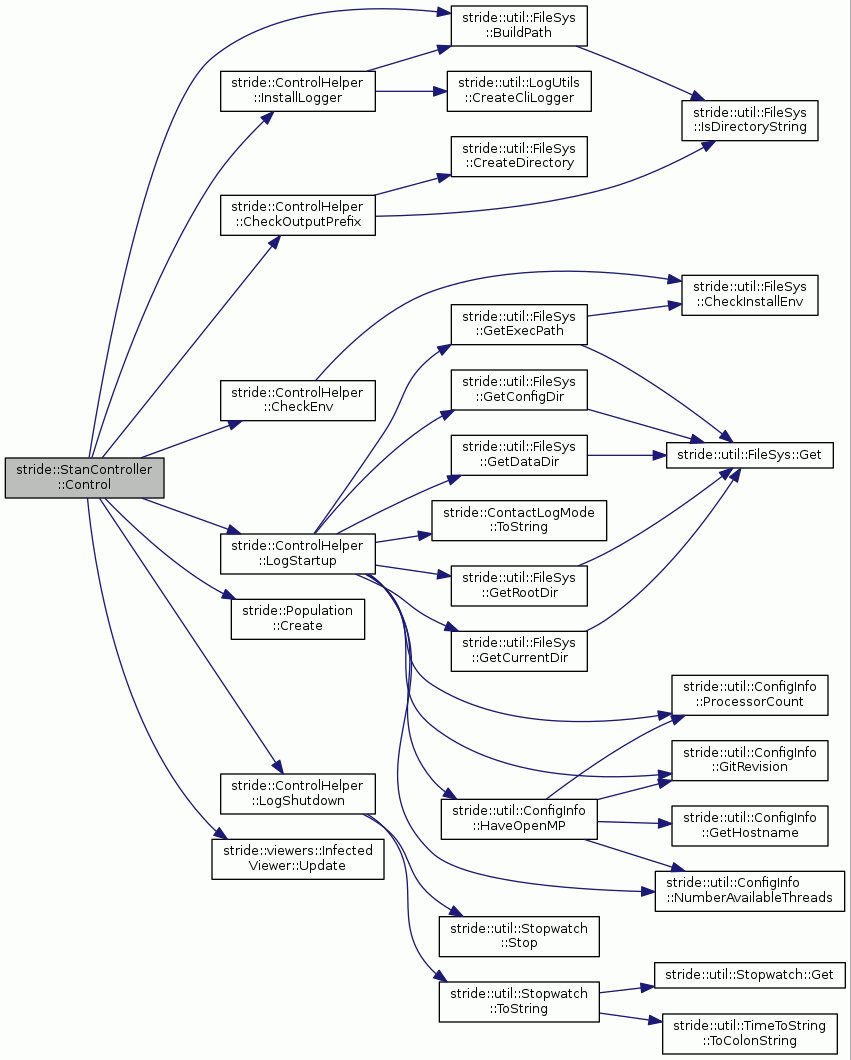 stride::util::FileSys
::BuildPath
stride::ControlHelper
::InstallLogger
stride::util::LogUtils
::CreateCliLogger
stride::util::FileSys
::IsDirectoryString
stride::util::FileSys
::CreateDirectory
stride::ControlHelper
::CheckOutputPrefix
stride::util::FileSys
::CheckInstallEnv
stride::util::FileSys
::GetExecPath
stride::ControlHelper
::CheckEnv
stride::util::FileSys
::GetConfigDir
stride::util::FileSys
::GetDataDir
stride::util::FileSys::Get
stride::StanController
::Control
stride::ContactLogMode
::ToString
stride::ControlHelper
::LogStartup
stride::util::FileSys
::GetRootDir
stride::Population
::Create
stride::util::FileSys
::GetCurrentDir
stride::util::ConfigInfo
::ProcessorCount
stride::util::ConfigInfo
::GitRevision
stride::ControlHelper
::LogShutdown
stride::util::ConfigInfo
::HaveOpenMP
stride::util::ConfigInfo
::GetHostname
stride::viewers::Infected
Viewer::Update
stride::util::ConfigInfo
::NumberAvailableThreads
stride::util::Stopwatch
::Stop
stride::util::Stopwatch::Get
stride::util::Stopwatch
::ToString
stride::util::TimeToString
::ToColonString